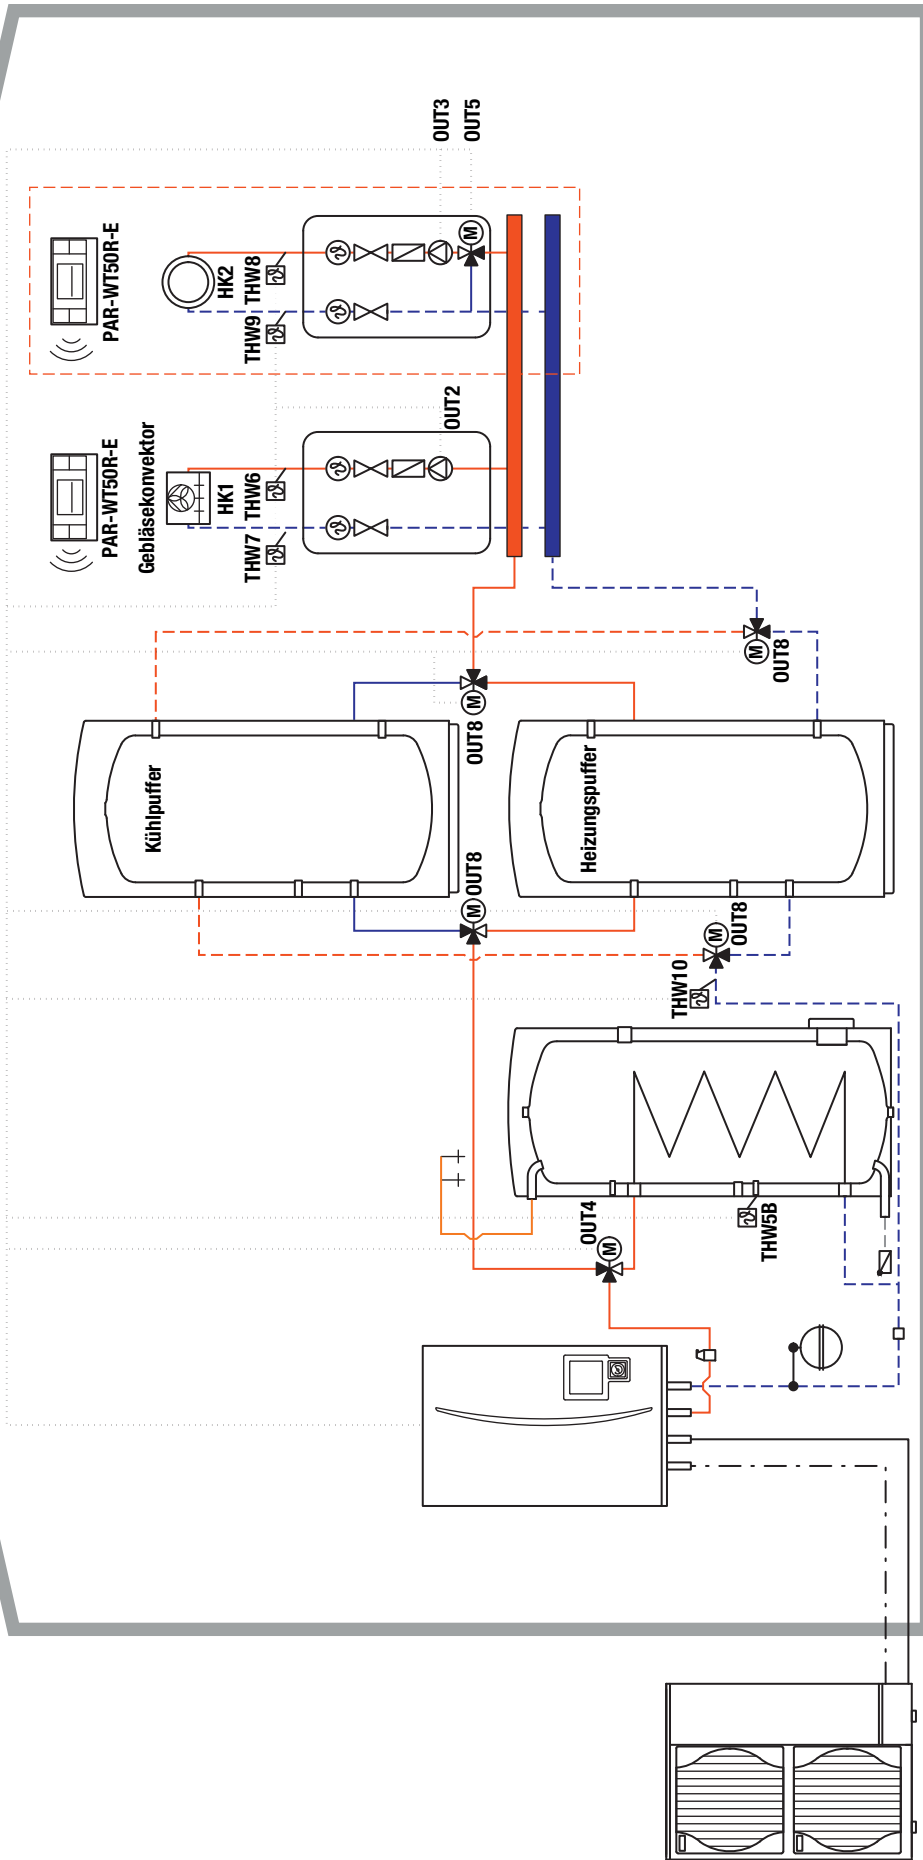 OUT3
OUT5
PAR-WT50R-E
HK2
THW8
THW9
OUT2
PAR-WT50R-E
Gebläsekonvektor
HK1
THW6
THW7
OUT8
OUT8
Kühlpuffer
Heizungspuffer
OUT8
OUT8
THW10
OUT4
THW5B
M
M
M
M
M
M